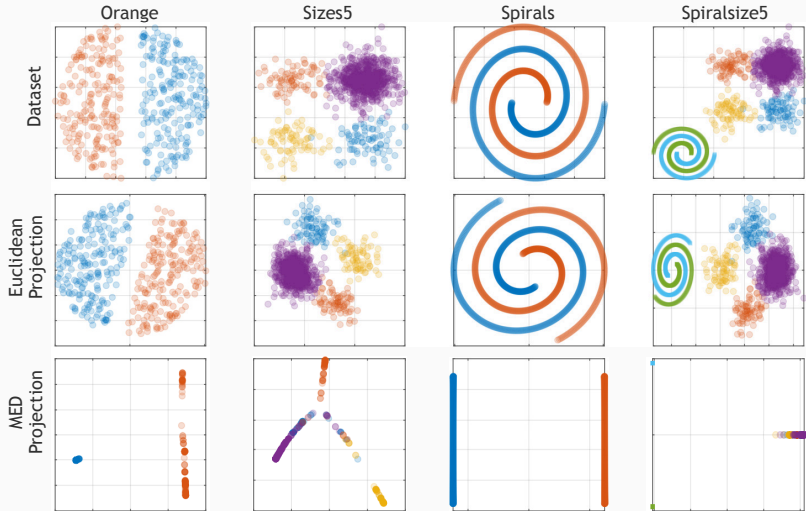 Orange
Sizes5
Spirals
Spiralsize5
Dataset
Euclidean
Projection
MED
Projection